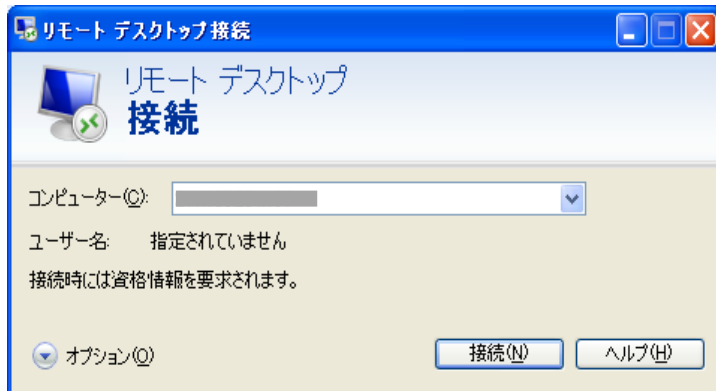 リモート デスクトップ接続
リモート デスクトップ
接続
コンピューター(C):
ユーザー名: 指定されていません
接続時には資格情報を要求されます。
オプション(O)
接続(N) ヘルプ(H)